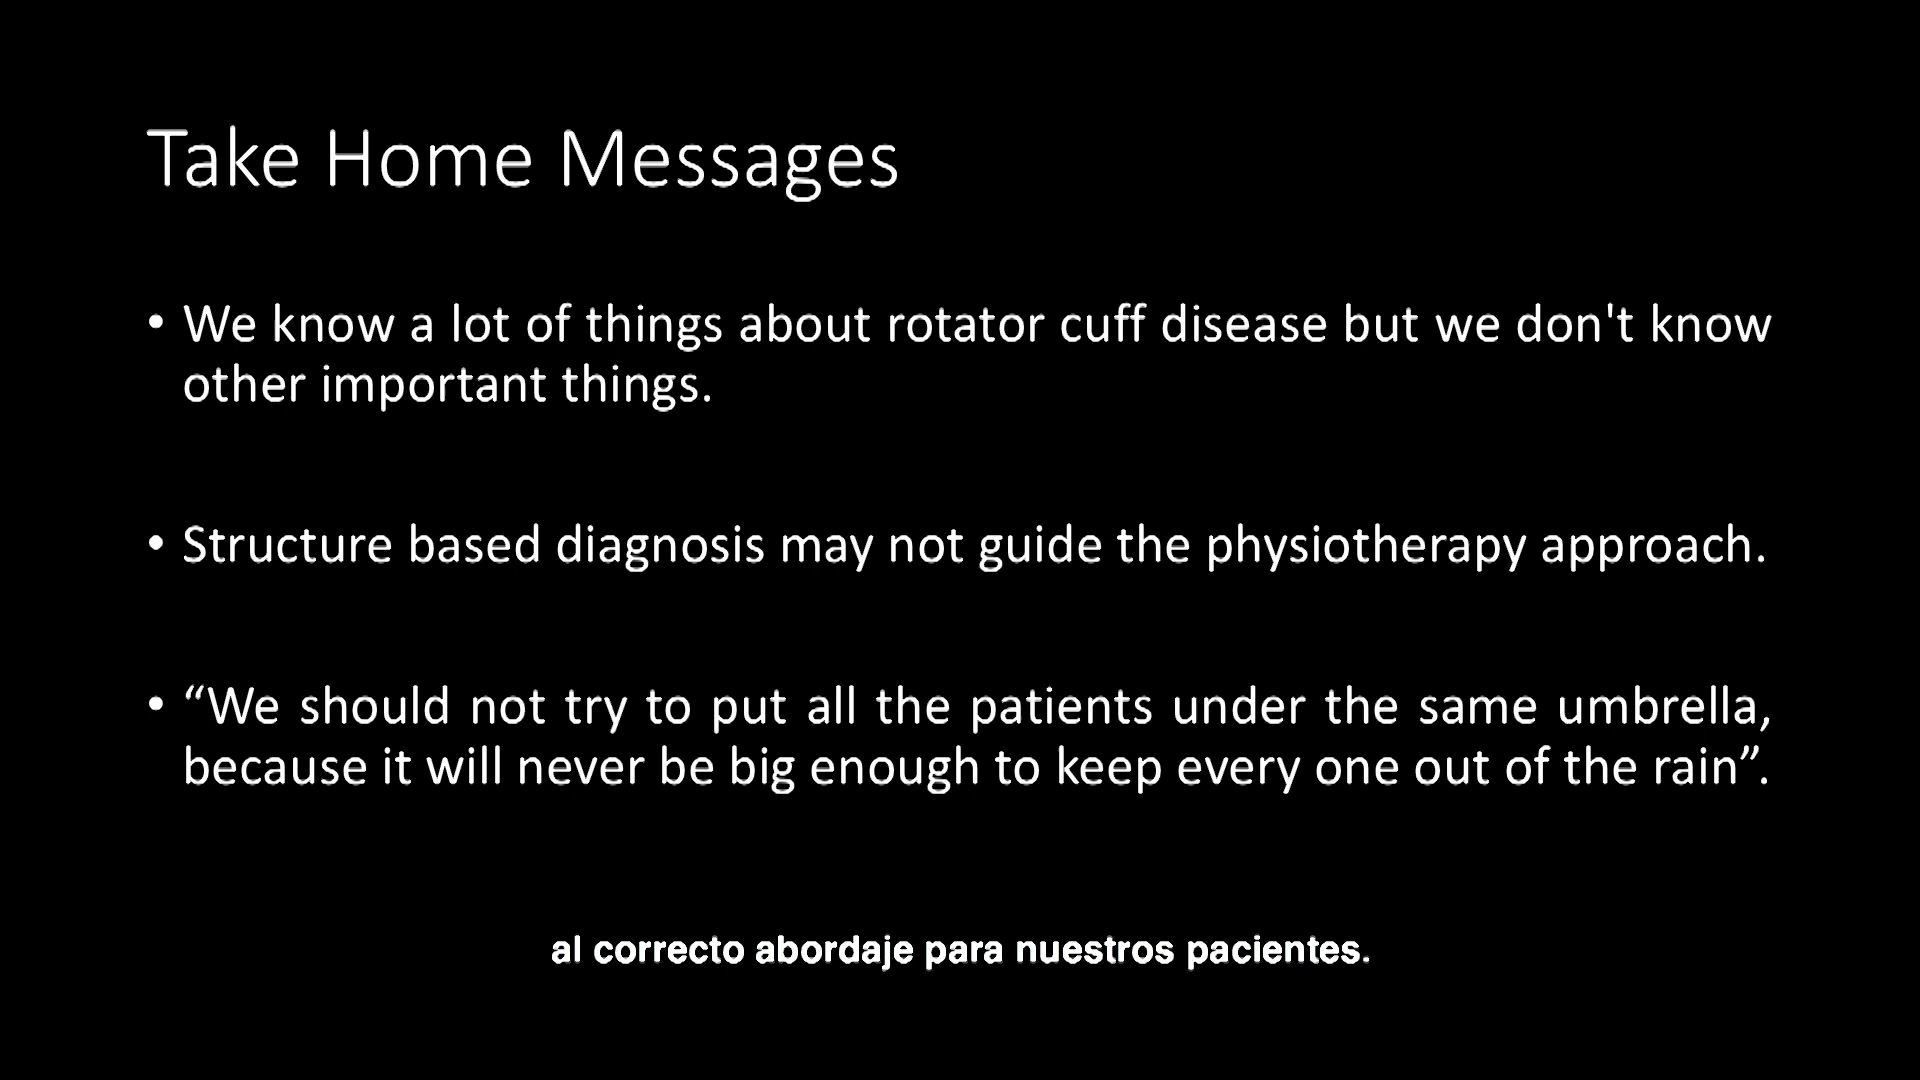 Take Home Messages
• We know a lot of things about rotator cuff disease but we don't know
other important things.
• Structure based diagnosis may not guide the physiotherapy approach.
• “We should not try to put all the patients under the same umbrella,
because it will never be big enough to keep every one out of the rain”.
al correcto abordaje para nuestros pacientes.